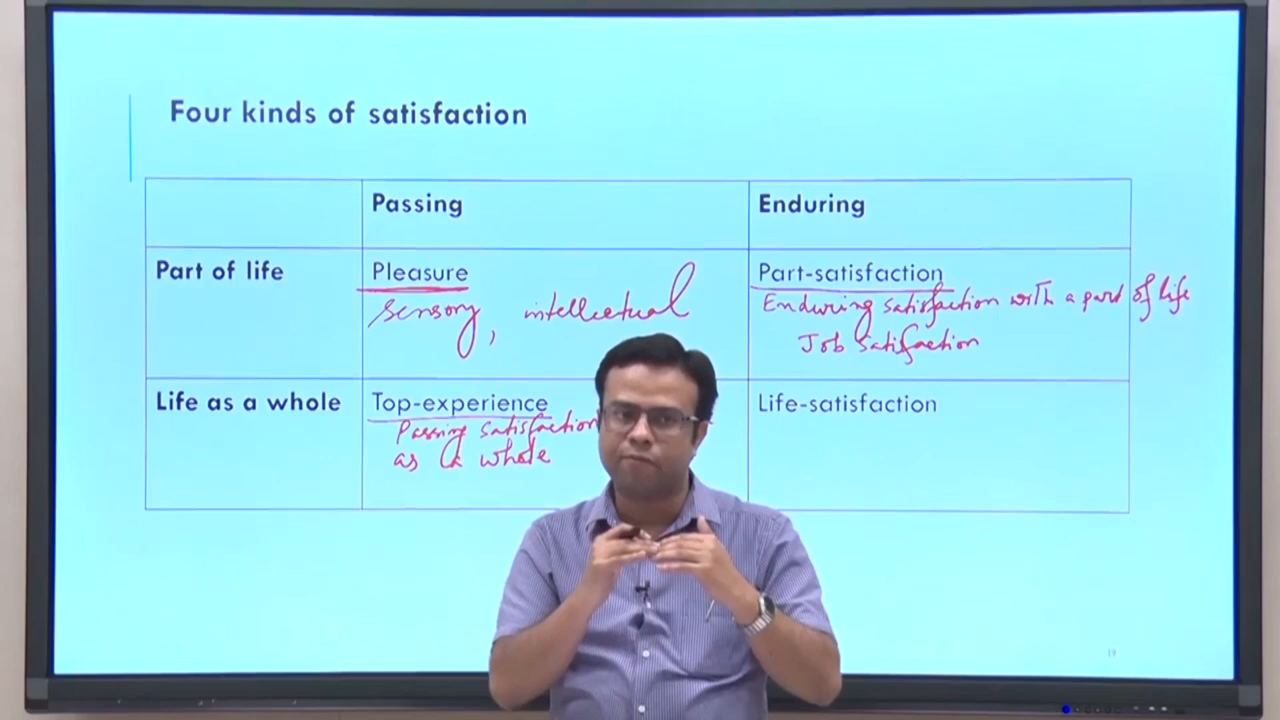 Four kinds of satisfaction
Passing
Enduring
Part of life
Pleasure
sensory, intellectual
Part-satisfaction
Enduring satisfaction with a part of life
Job satisfaction
Life as a whole
Top-experience
Passing satisfaction
as a whole
Life-satisfaction
19